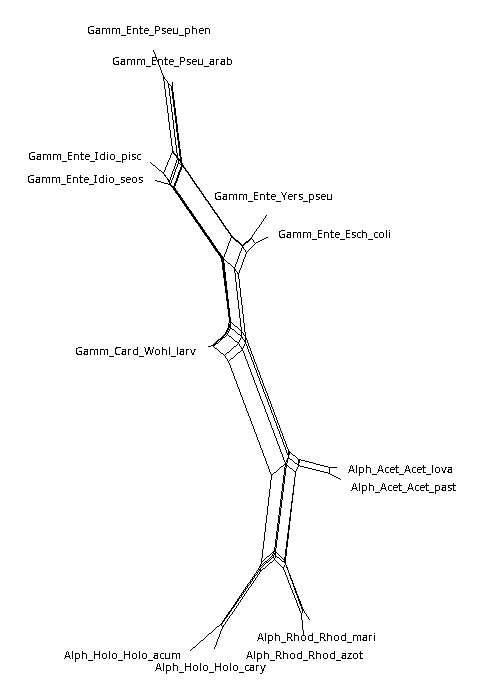 Gamm_Ente_Pseu_phen
Gamm_Ente_Pseu_arab
Gamm_Ente_Idio_pisc
Gamm_Ente_Idio_seos
Gamm_Ente_Yers_pseu
Gamm_Ente_Esch_coli
Gamm_Card_Wohl_larv
Alph_Acet_Acet_lova
Alph_Acet_Acet_past
Alph_Rhod_Rhod_mari
Alph_Holo_Holo_acum
Alph_Rhod_Rhod_azot
Alph_Holo_Holo_cary